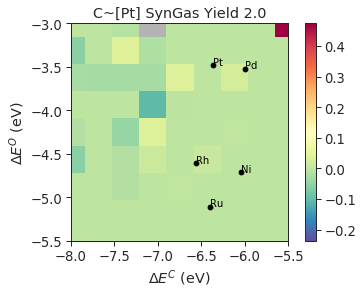 C~[Pt] SynGas Yield 2.0
−3.0
−3.5
−4.0
−4.5
−5.0
−5.5
ΔE^O (eV)
Pt
Pd
Rh
Ni
Ru
−8.0 −7.5 −7.0 −6.5 −6.0 −5.5
ΔE^C (eV)
0.4
0.3
0.2
0.1
0.0
−0.1
−0.2